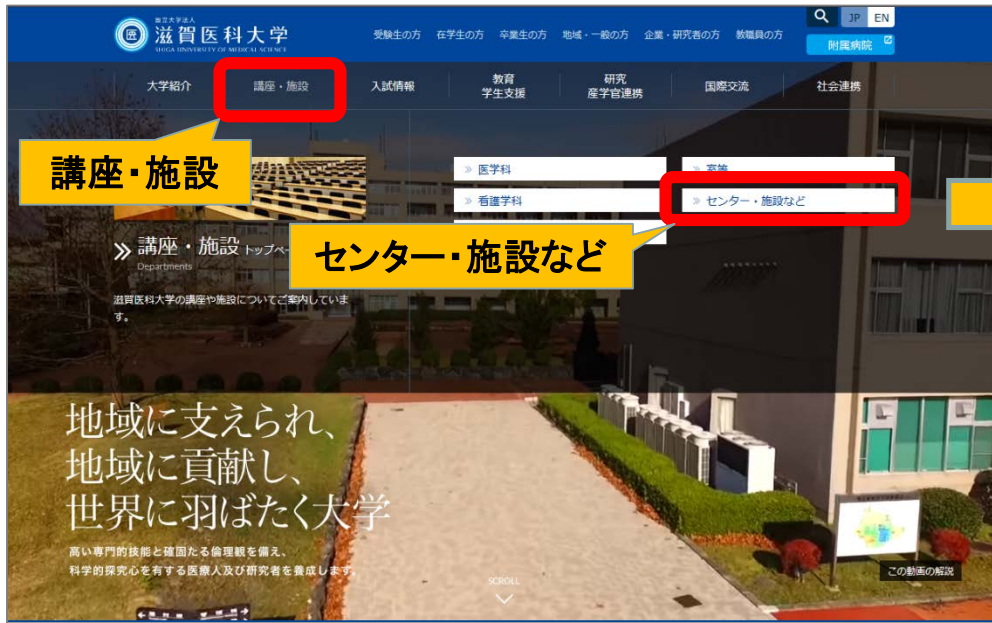 国立大学法人
滋賀医科大学
SHIGA UNIVERSITY OF MEDICAL SCIENCE
受験生の方 在学生の方 卒業生の方 地域・一般の方 企業・研究者の方 教職員の方
JP EN
附属病院
大学紹介 講座・施設 入試情報 教育 学生支援 研究 産学官連携 国際交流 社会連携
講座・施設
医学科
看護学科
センター・施設など
センター・施設など
講座・施設 トップペー
Departments
滋賀医科大学の講座や施設についてご案内していま
す。
地域に支えられ、
地域に貢献し、
世界に羽ばたく大学
高い専門的技能と確固たる倫理観を備え、
科学的探究心を有する医療人及び研究者を養成します。
SCROLL
この動画の解説